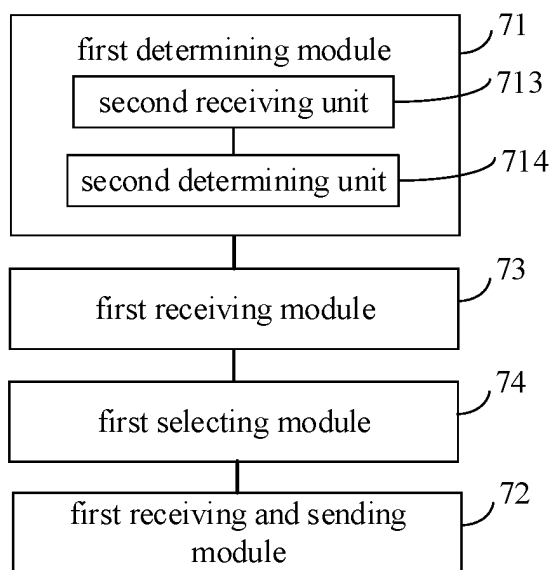 71
first determining module
713
second receiving unit
714
second determining unit
73
first receiving module
74
first selecting module
72
first receiving and sending
module